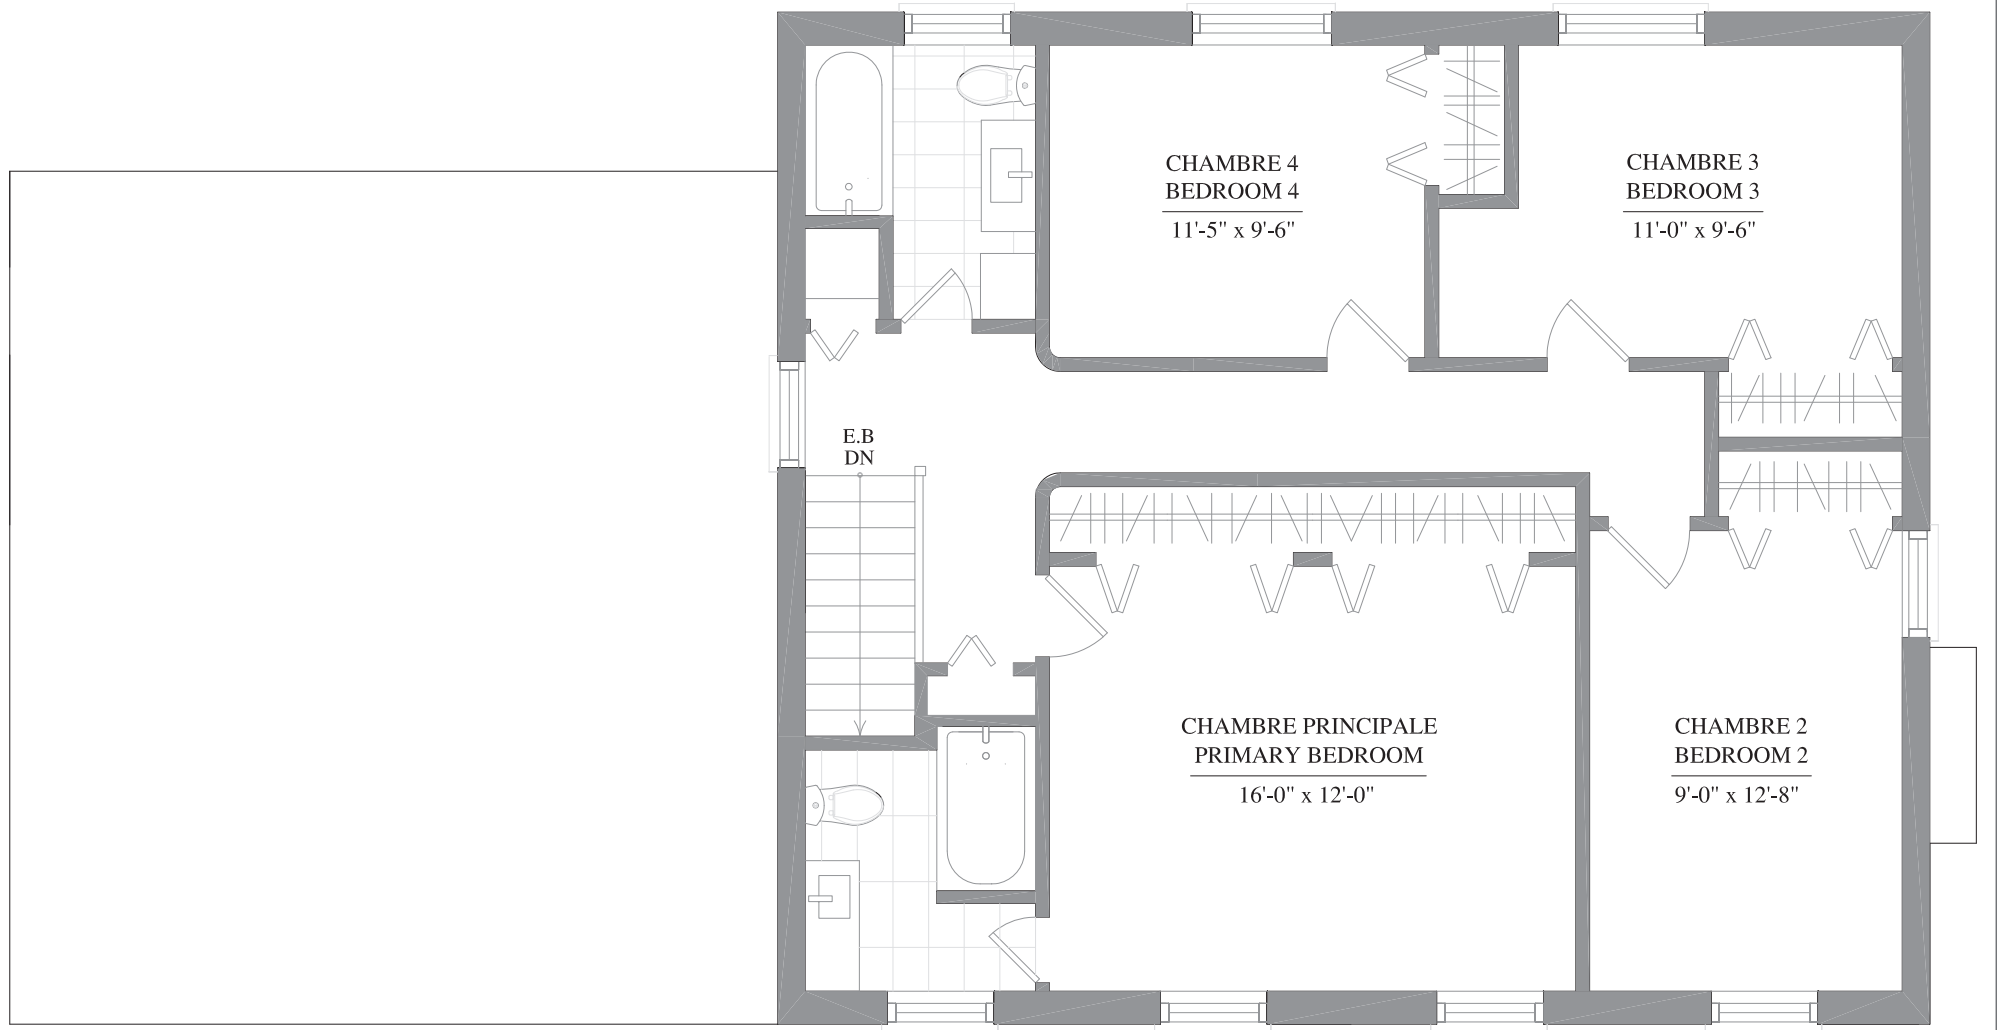 CHAMBRE 4
BEDROOM 4
11'-5" x 9'-6"
CHAMBRE 3
BEDROOM 3
11'-0" x 9'-6"
E.B
DN
CHAMBRE PRINCIPALE
PRIMARY BEDROOM
16'-0" x 12'-0"
CHAMBRE 2
BEDROOM 2
9'-0" x 12'-8"